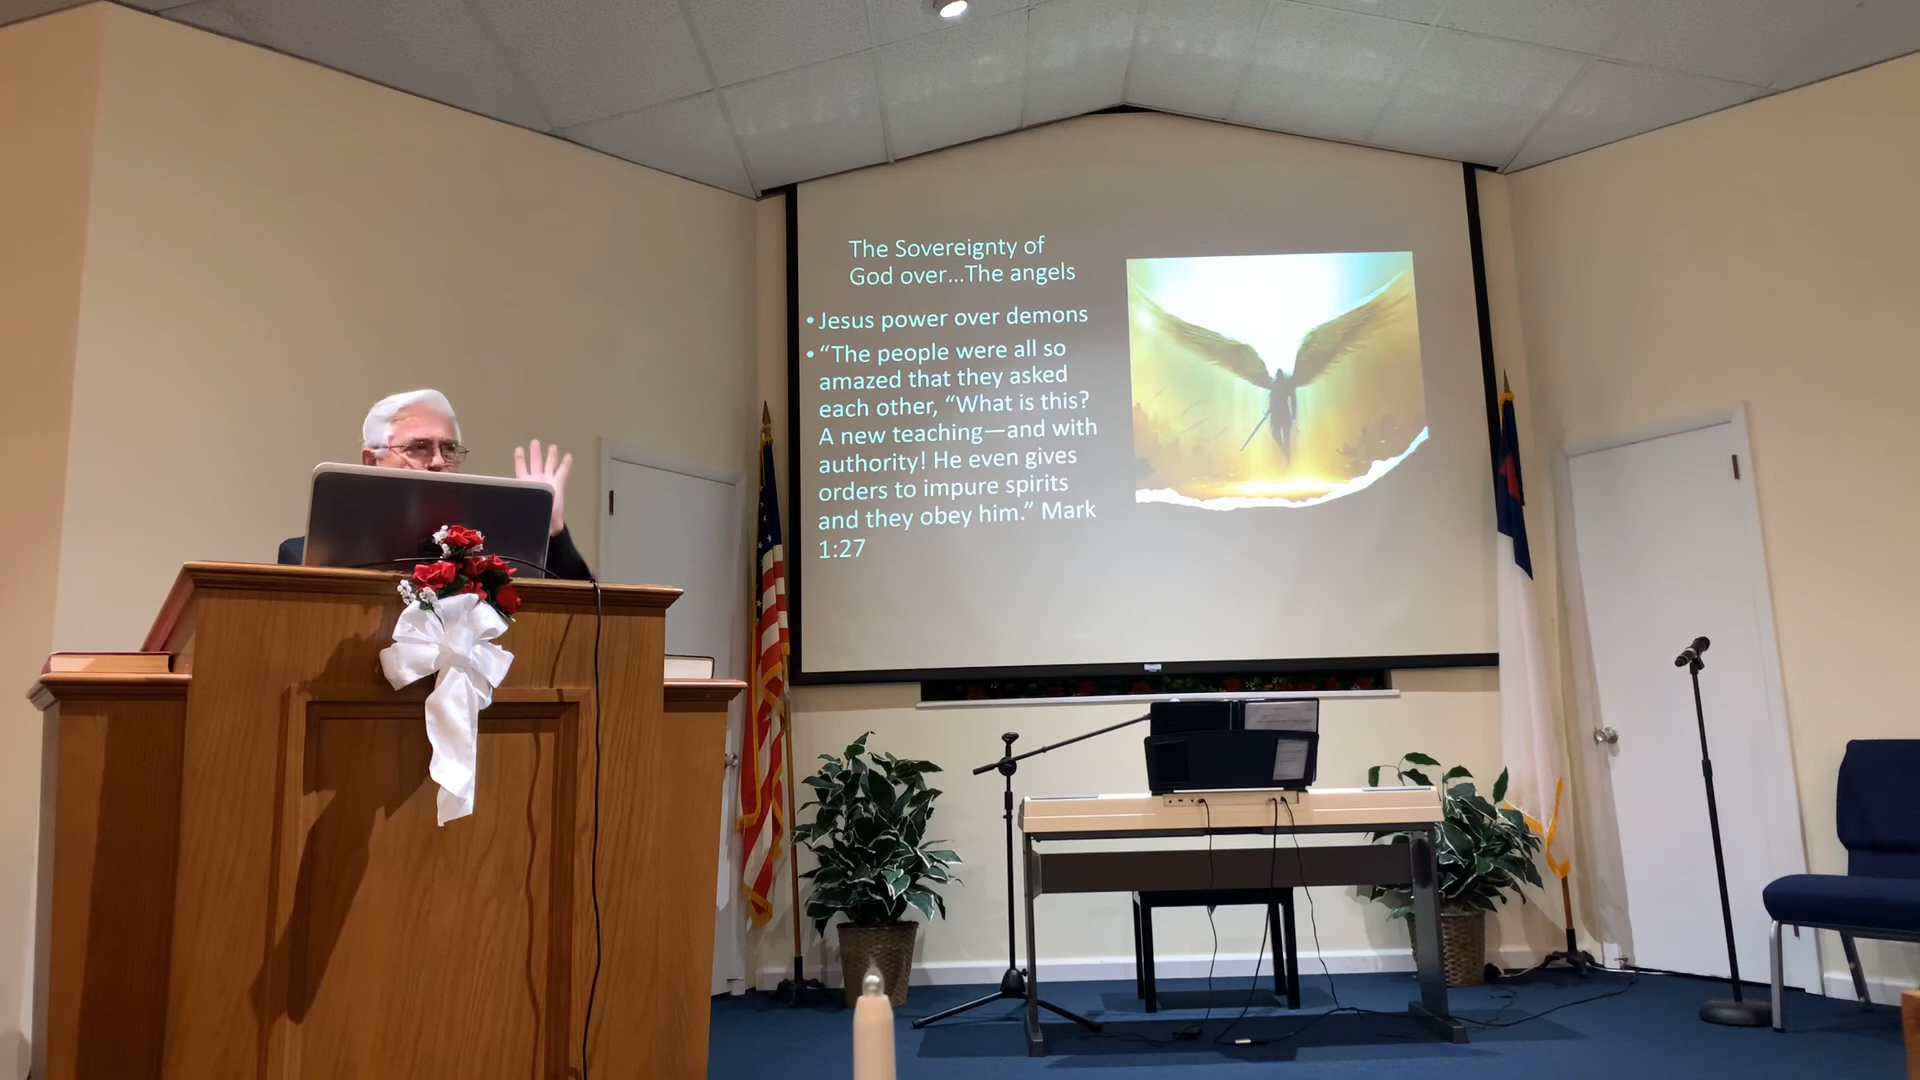 The Sovereignty of
God over...The angels
• Jesus power over demons
• “The people were all so
amazed that they asked
each other, “What is this?
A new teaching—and with
authority! He even gives
orders to impure spirits
and they obey him.” Mark
1:27